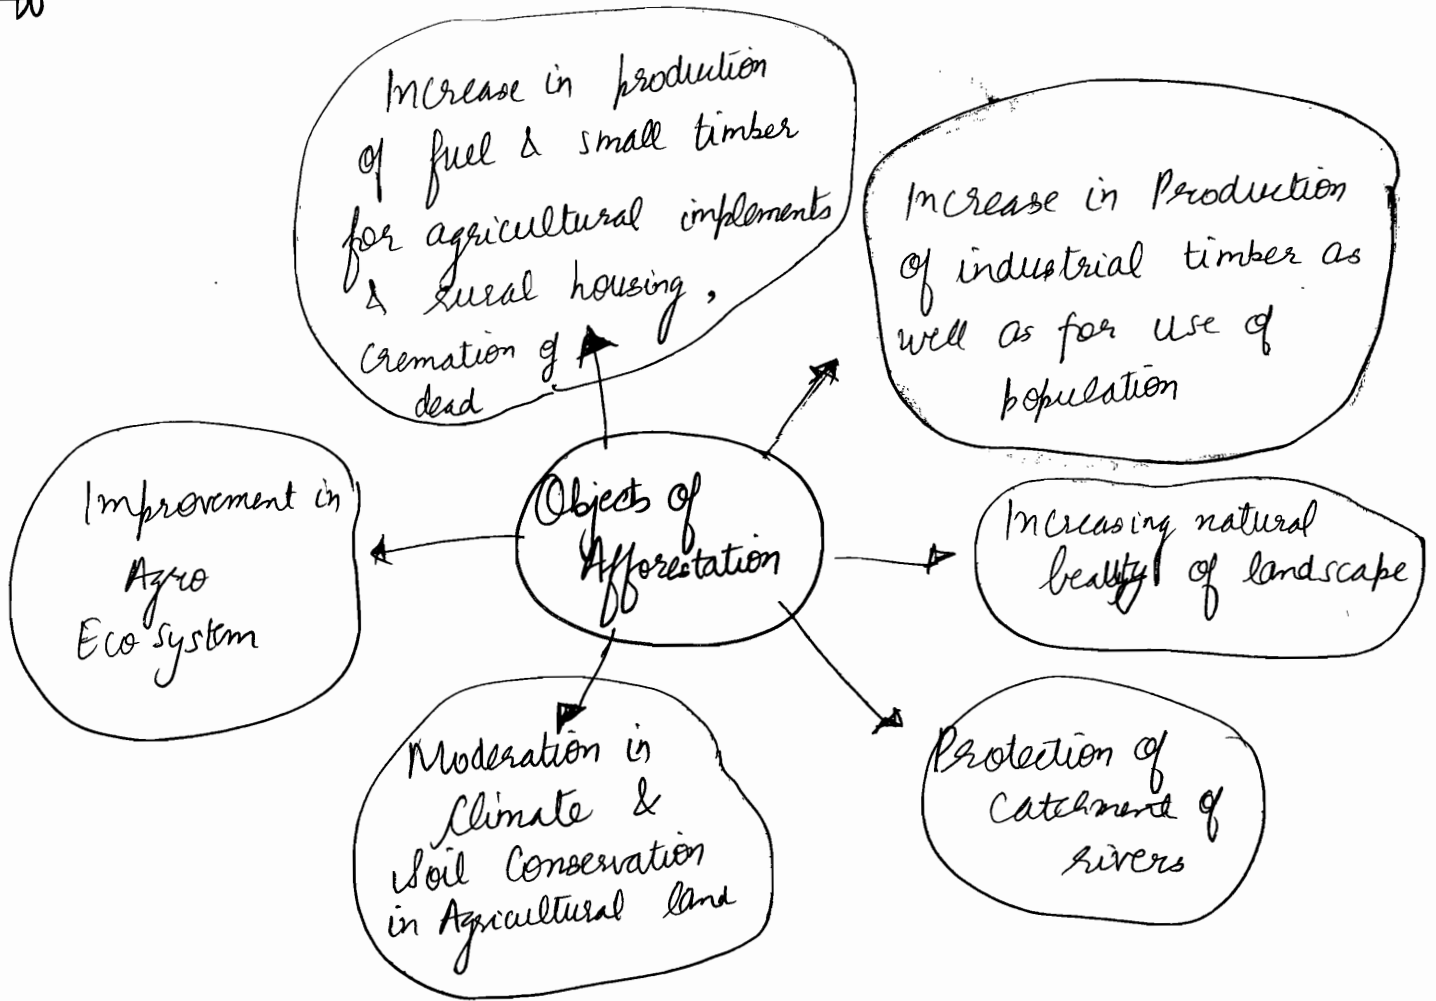 Increase in production
of fuel & small timber
for agricultural implements
& rural housing,
cremation of
dead
Increase in Production
of industrial timber as
well as for use of
population
Objects of
Afforestation
Improvement in
Agro
Eco system
Increasing natural
beauty of landscape
Moderation in
Climate &
Soil Conservation
in Agricultural land
Protection of
Catchment of
rivers